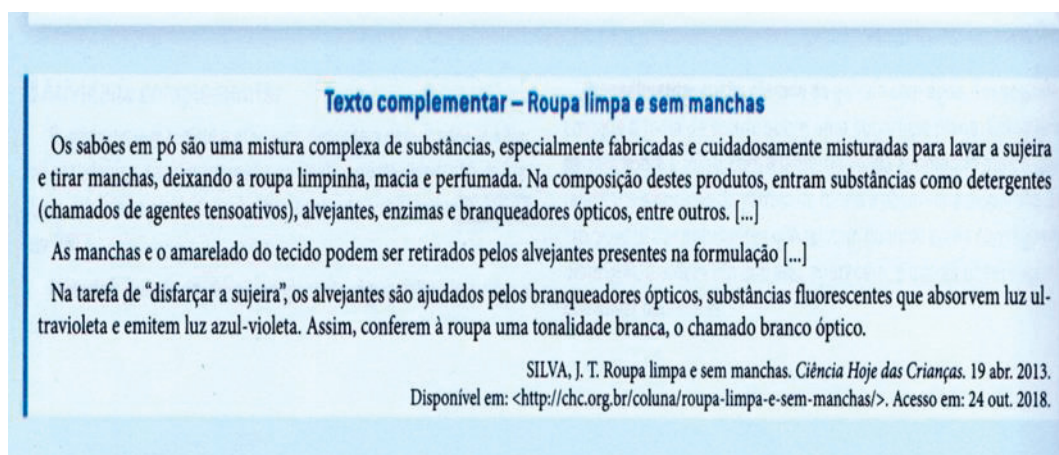 Texto complementar – Roupa limpa e sem manchas
Os sabões em pó são uma mistura complexa de substâncias, especialmente fabricadas e cuidadosamente misturadas para lavar a sujeira
e tirar manchas, deixando a roupa limpinha, macia e perfumada. Na composição destes produtos, entram substâncias como detergentes
(chamados de agentes tensoativos), alvejantes, enzimas e branqueadores ópticos, entre outros. [...]
As manchas e o amarelado do tecido podem ser retirados pelos alvejantes presentes na formulação [...]
Na tarefa de “disfarçar a sujeira”, os alvejantes são ajudados pelos branqueadores ópticos, substâncias fluorescentes que absorvem luz ul-
travioleta e emitem luz azul-violeta. Assim, conferem à roupa uma tonalidade branca, o chamado branco óptico.
SILVA, J. T. Roupa limpa e sem manchas. Ciência Hoje das Crianças. 19 abr. 2013.
Disponível em: <http://chc.org.br/coluna/roupa-limpa-e-sem-manchas/>. Acesso em: 24 out. 2018.